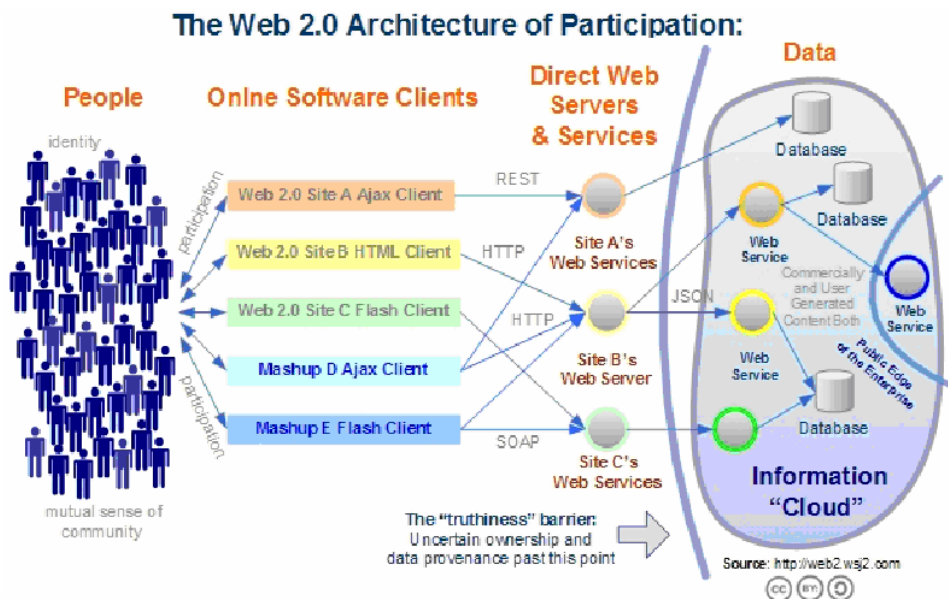 The Web 2.0 Architecture of Participation:
People
Online Software Clients
Direct Web
Servers
& Services
Data
identity
participation
participation
mutual sense of
community
Web 2.0 Site A Ajax Client
Web 2.0 Site B HTML Client
Web 2.0 Site C Flash Client
Mashup D Ajax Client
Mashup E Flash Client
REST
HTTP
HTTP
SOAP
Site A's
Web Services
Site B's
Web Server
Site C's
Web Services
JSON
Database
Database
Web
Service
Commercially
and User
Generated
Content Both
Web
Service
Web
Service
Public Edge
of the Enterprise
Database
Information
“Cloud”
The “truthiness” barrier:
Uncertain ownership and
data provenance past this point
Source: http://web2.wsj2.com
cc